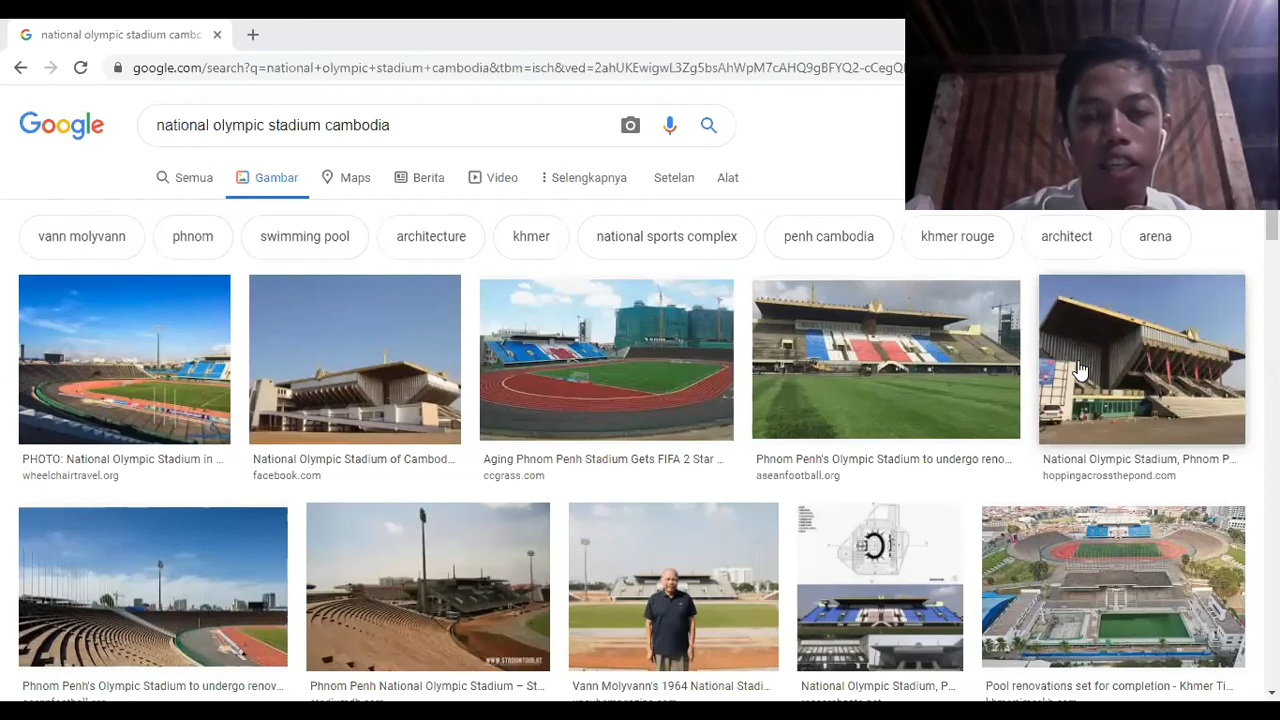 national olympic stadium cambc
google.com/search?q=national+olympic+stadium+cambodia&tbm=isch&ved=2ahUKEwigwL3Zg5bsAhWpM7cAHQ9gBFYQ2-cCegQI
Google
national olympic stadium cambodia
Semua
Gambar
Maps
Berita
Video
Selengkapnya
Setelan
Alat
vann molyvann
phnom
swimming pool
architecture
khmer
national sports complex
penh cambodia
khmer rouge
architect
arena
PHOTO: National Olympic Stadium in ...
wheelchairtravel.org
National Olympic Stadium of Cambod...
facebook.com
Aging Phnom Penh Stadium Gets FIFA 2 Star ...
ccgrass.com
Phnom Penh's Olympic Stadium to undergo reno...
aseanfootball.org
National Olympic Stadium, Phnom P...
hoppingacrossthepond.com
WWW.STADIUMTOUR.AT
Phnom Penh's Olympic Stadium to undergo renov...
Phnom Penh National Olympic Stadium – St...
Vann Molyvann's 1964 National Stadi...
National Olympic Stadium, P...
Pool renovations set for completion - Khmer Ti...